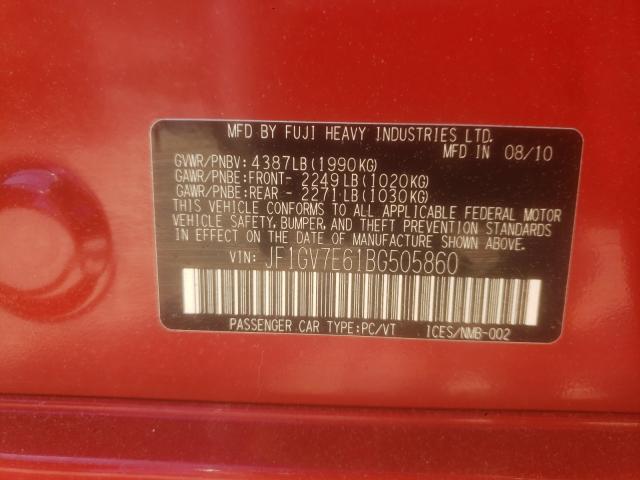 MFD BY FUJI HEAVY INDUSTRIES LTD.
MFD IN 08/10
GVWR/PNBV: 4387LB(1990KG)
GAWR/PNBE:FRONT- 2249LB(1020KG)
GAWR/PNBE:REAR - 2271LB(1030KG)
THIS VEHICLE CONFORMS TO ALL APPLICABLE FEDERAL MOTOR
VEHICLE SAFETY, BUMPER, AND THEFT PREVENTION STANDARDS
IN EFFECT ON THE DATE OF MANUFACTURE SHOWN ABOVE.
VIN: JF1GV7E61BG505860
PASSENGER CAR TYPE:PC/VT ICES/NMB-002